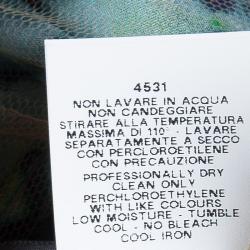 4531
NON LAVARE IN ACQUA
NON CANDEGGIARE
STIRARE ALLA TEMPERATURA
MASSIMA DI 110° - LAVARE
SEPARATAMENTE A SECCO
CON PERCLOROETILENE
CON PRECAUZIONE
PROFESSIONALLY DRY
CLEAN ONLY
PERCHLOROETHYLENE
WITH LIKE COLOURS
LOW MOISTURE - TUMBLE
COOL - NO BLEACH
COOL IRON